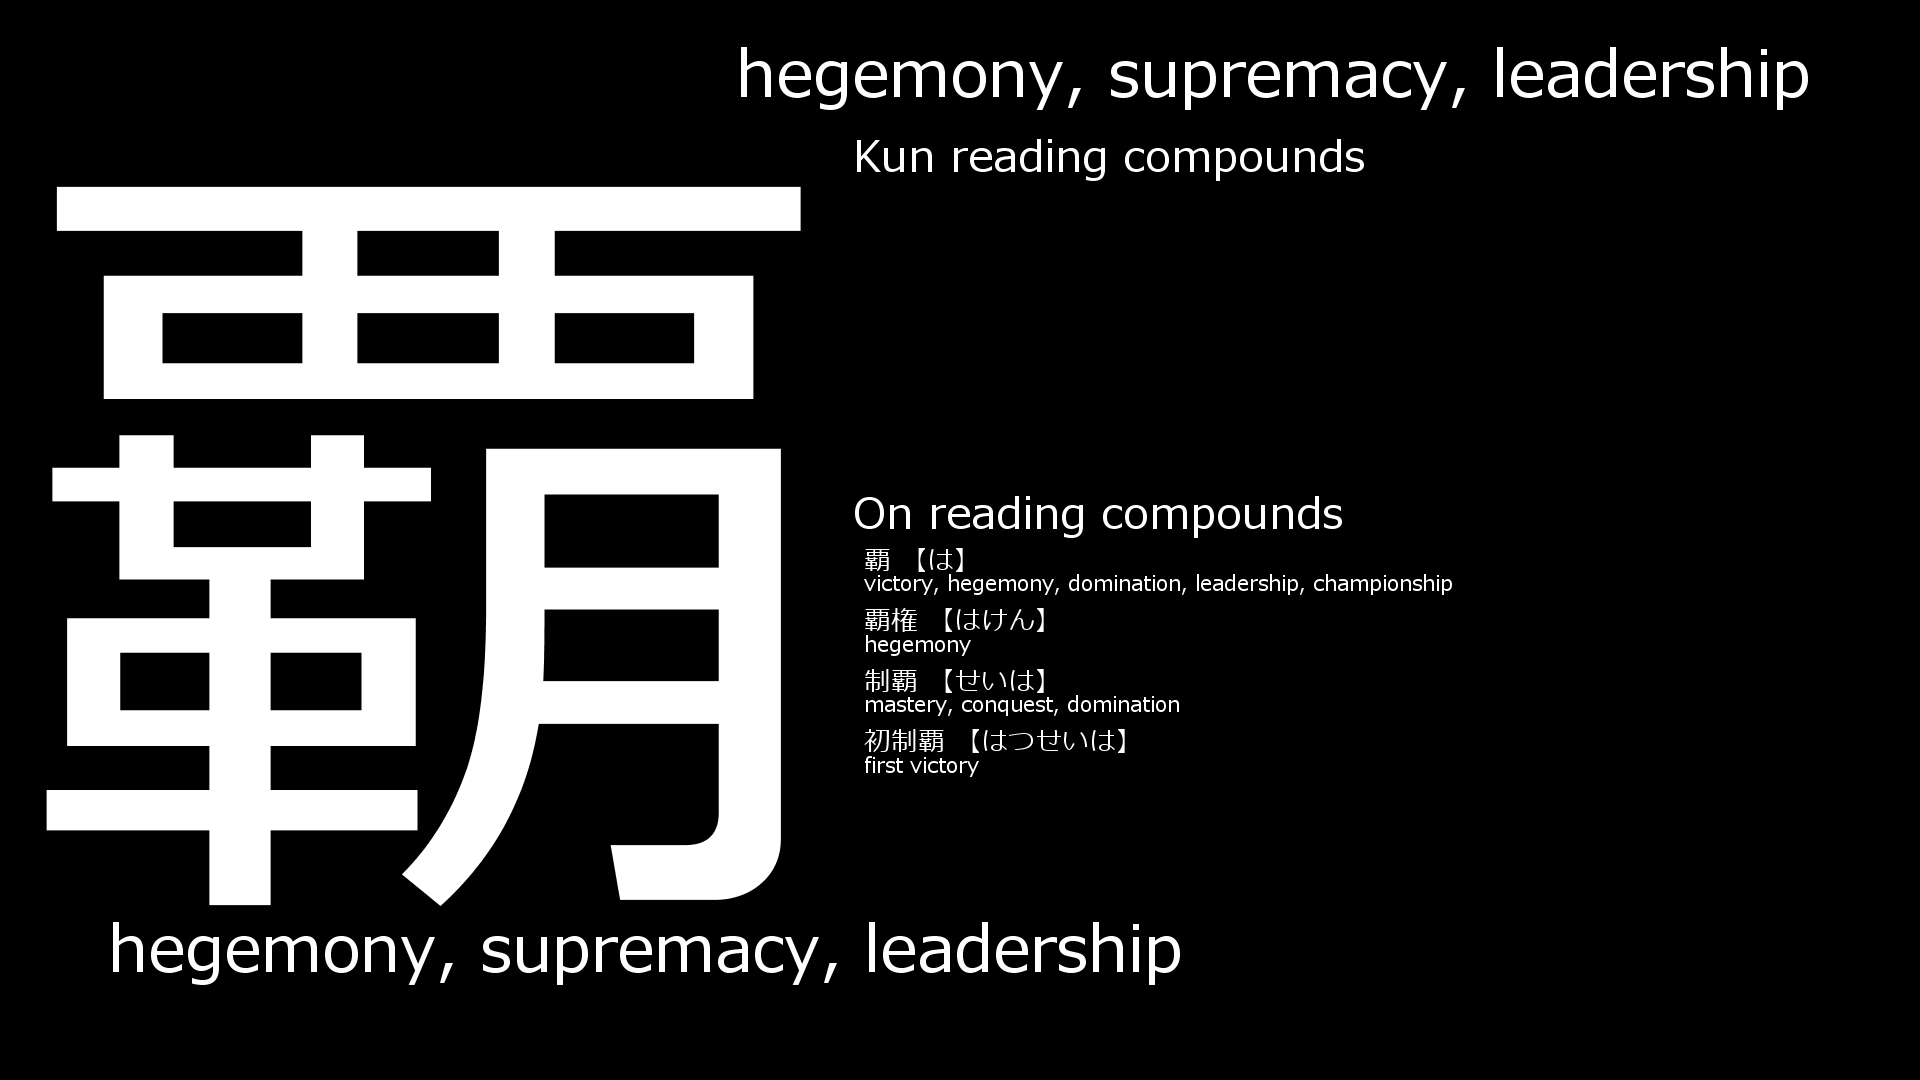 hegemony, supremacy, leadership
Kun reading compounds
覇
On reading compounds
覇 【は】
victory, hegemony, domination, leadership, championship
覇権 【はけん】
hegemony
制覇 【せいは】
mastery, conquest, domination
初制覇 【はつせいは】
first victory
hegemony, supremacy, leadership